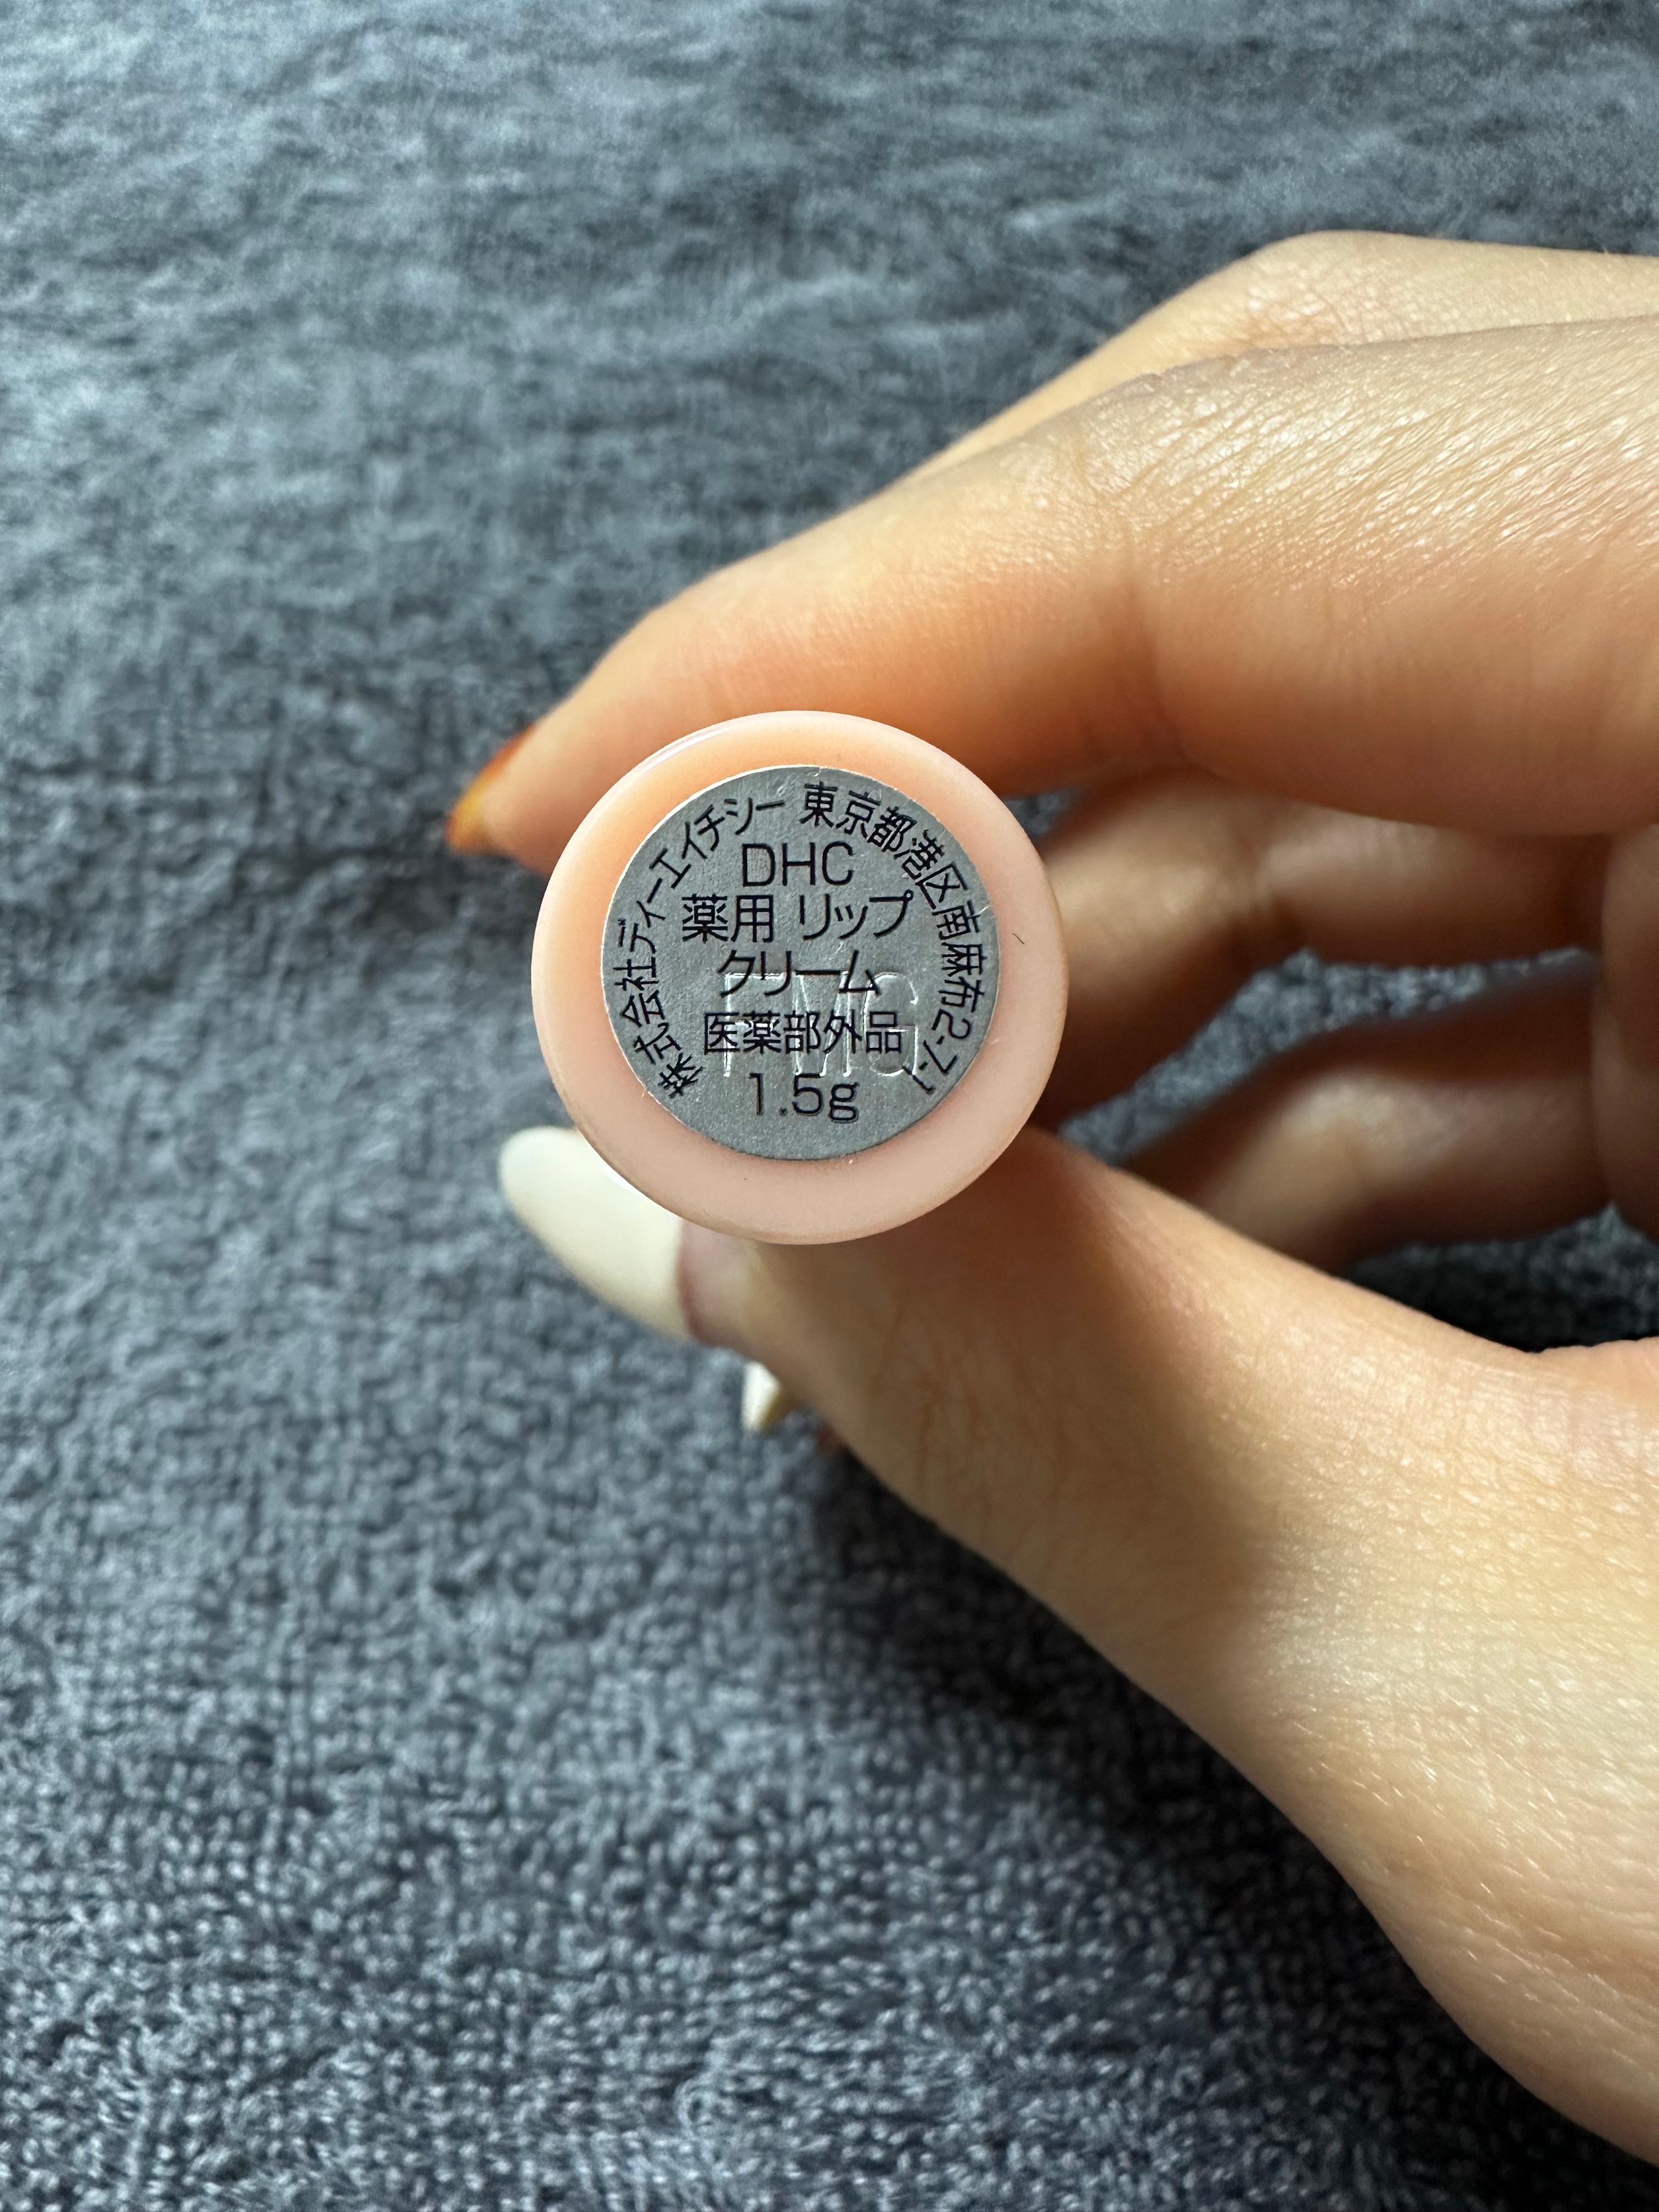 株式会社ディーエイチシー 東京都港区南麻布2-7-1
DHC
薬用 リップ
クリーム
医薬部外品
1.5g